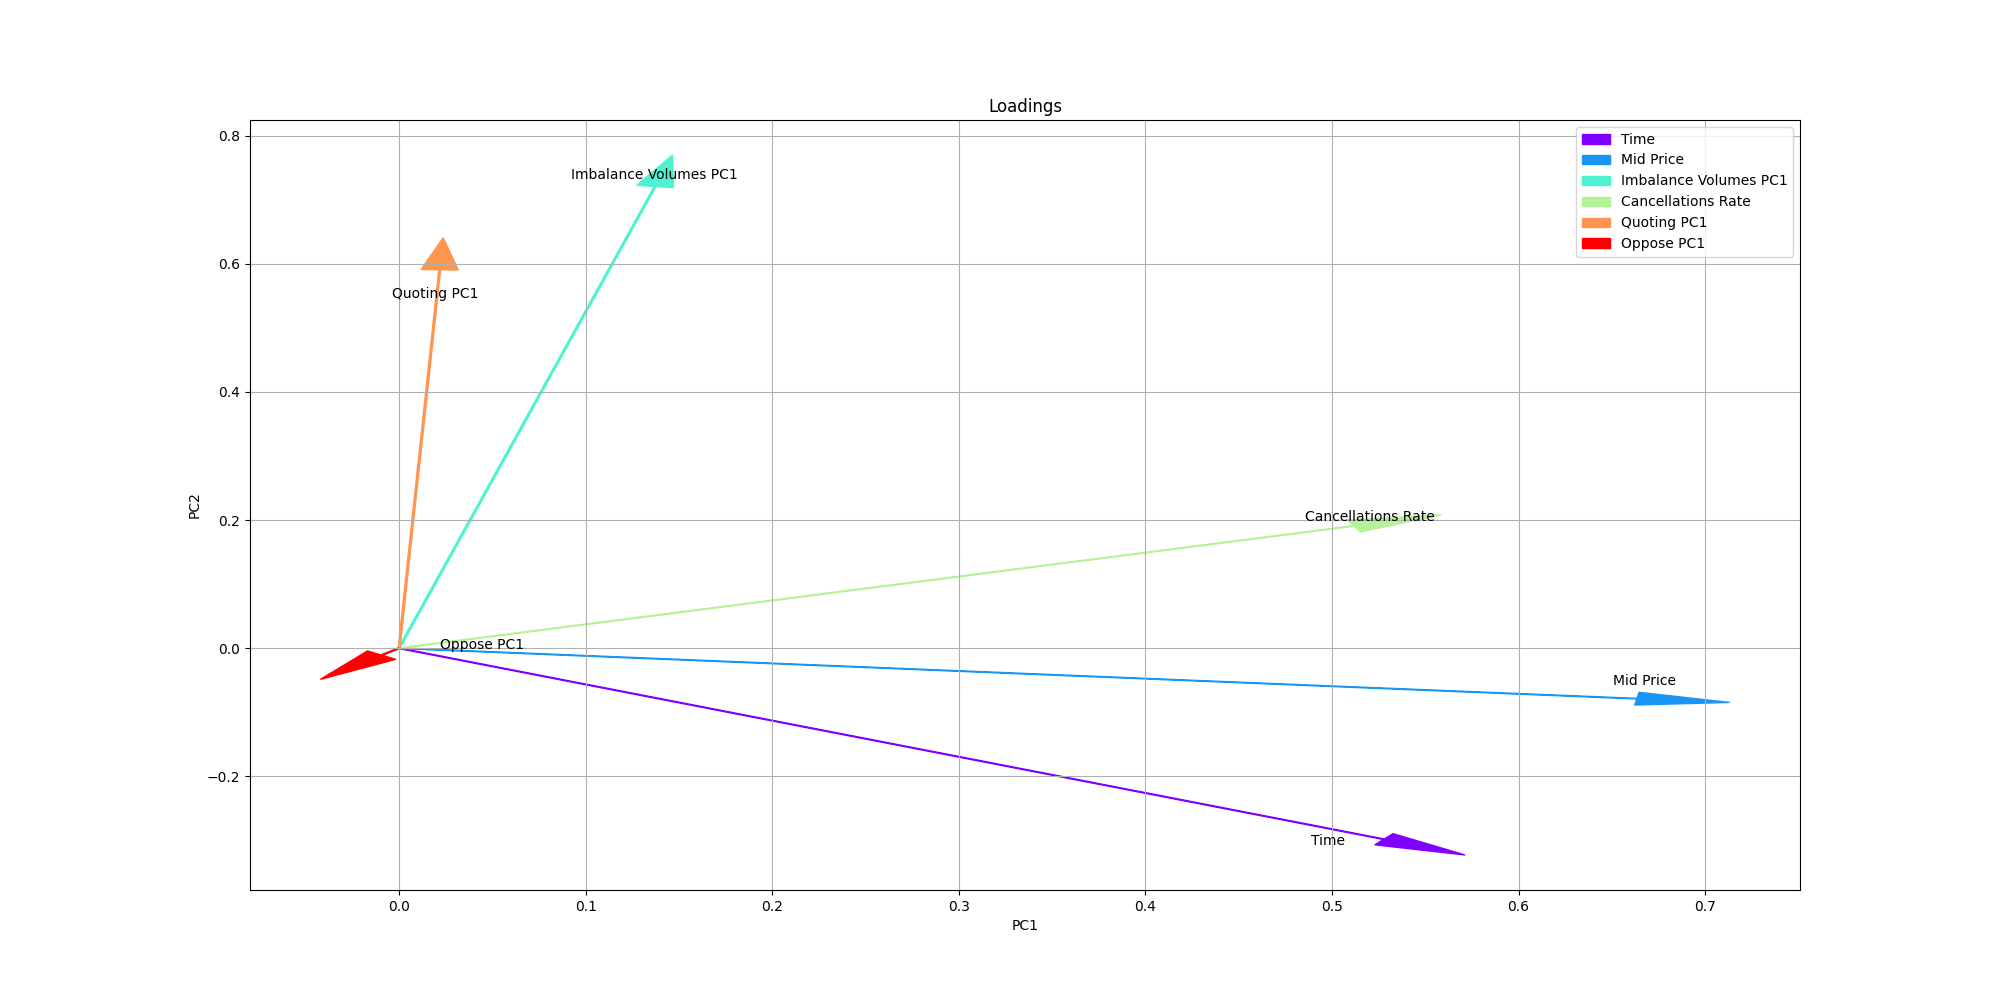 Loadings
Time
Mid Price
Imbalance Volumes PC1
Cancellations Rate
Quoting PC1
Oppose PC1
Imbalance Volumes PC1
Quoting PC1
Cancellations Rate
Oppose PC1
Mid Price
Time
0.8
0.6
0.4
0.2
0.0
−0.2
PC2
0.0 0.1 0.2 0.3 0.4 0.5 0.6 0.7
PC1